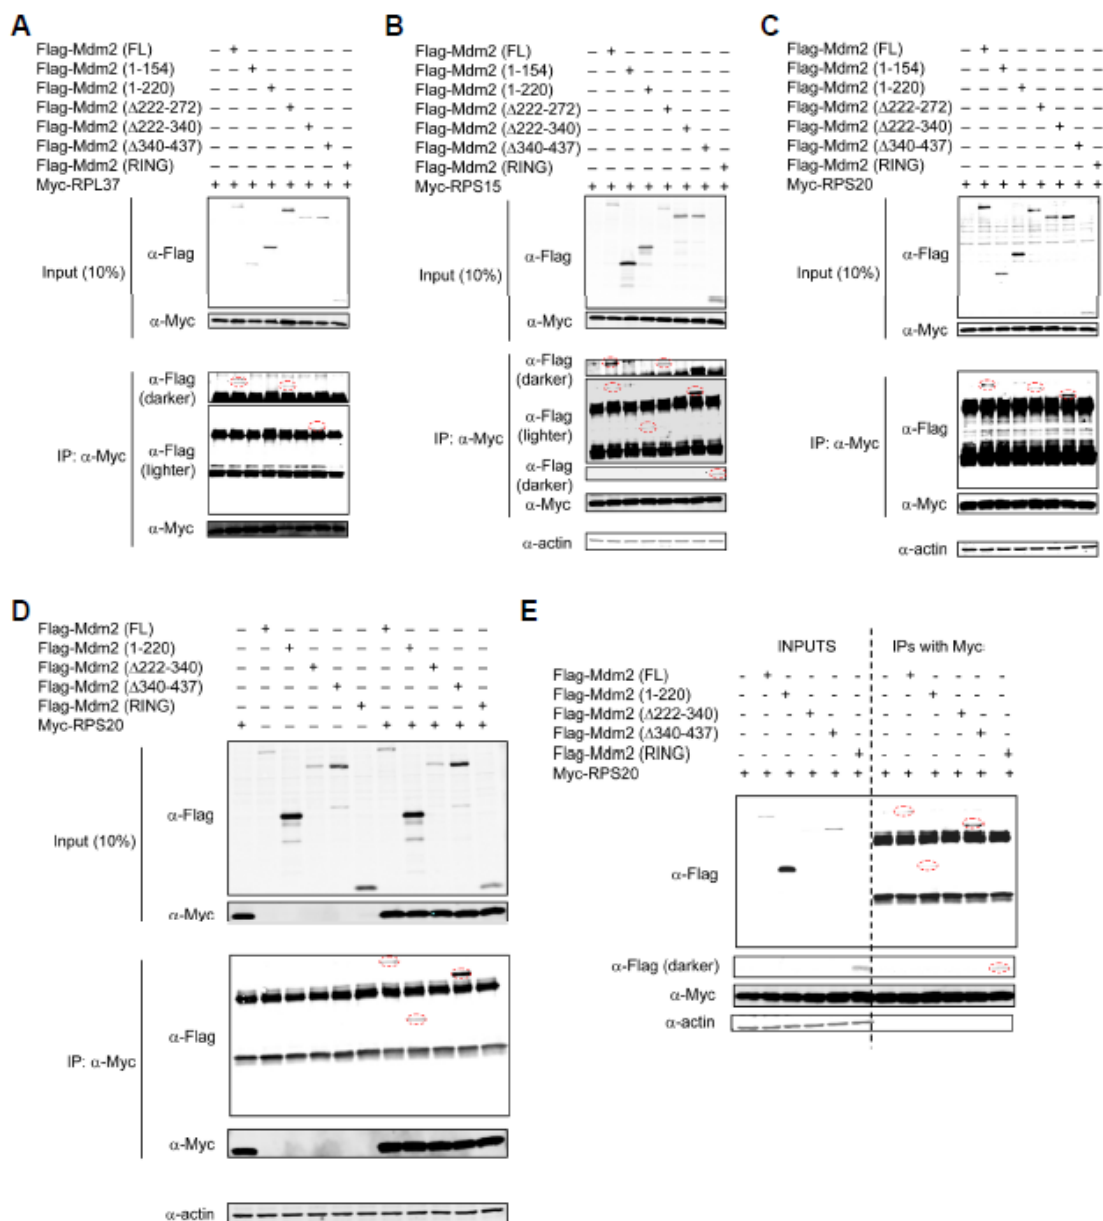 A
Flag-Mdm2 (FL) – + – – – – – –
Flag-Mdm2 (1-154) – – + – – – – –
Flag-Mdm2 (1-220) – – – + – – – –
Flag-Mdm2 (Δ222-272) – – – – + – – –
Flag-Mdm2 (Δ222-340) – – – – – + – –
Flag-Mdm2 (Δ340-437) – – – – – – + –
Flag-Mdm2 (RING) – – – – – – – +
Myc-RPL37 + + + + + + + +
Input (10%)
α-Flag
α-Myc
IP: α-Myc
α-Flag
(darker)
α-Flag
(lighter)
α-Myc
B
Flag-Mdm2 (FL) – + – – – – – –
Flag-Mdm2 (1-154) – – + – – – – –
Flag-Mdm2 (1-220) – – – + – – – –
Flag-Mdm2 (Δ222-272) – – – – + – – –
Flag-Mdm2 (Δ222-340) – – – – – + – –
Flag-Mdm2 (Δ340-437) – – – – – – + –
Flag-Mdm2 (RING) – – – – – – – +
Myc-RPS15 + + + + + + + +
Input (10%)
α-Flag
α-Myc
IP: α-Myc
α-Flag
(darker)
α-Flag
(lighter)
α-Flag
(darker)
α-Myc
α-actin
C
Flag-Mdm2 (FL) – + – – – – – –
Flag-Mdm2 (1-154) – – + – – – – –
Flag-Mdm2 (1-220) – – – + – – – –
Flag-Mdm2 (Δ222-272) – – – – + – – –
Flag-Mdm2 (Δ222-340) – – – – – + – –
Flag-Mdm2 (Δ340-437) – – – – – – + –
Flag-Mdm2 (RING) – – – – – – – +
Myc-RPS20 + + + + + + + +
Input (10%)
α-Flag
α-Myc
IP: α-Myc
α-Flag
α-Myc
α-actin
D
Flag-Mdm2 (FL) – + – – – – + – – – –
Flag-Mdm2 (1-220) – – + – – – – + – – –
Flag-Mdm2 (Δ222-340) – – – + – – – – + – –
Flag-Mdm2 (Δ340-437) – – – – + – – – – + –
Flag-Mdm2 (RING) – – – – – + – – – – +
Myc-RPS20 + – – – – – + + + + +
Input (10%)
α-Flag
α-Myc
IP: α-Myc
α-Flag
α-Myc
α-actin
E
INPUTS IPs with Myc
Flag-Mdm2 (FL) - + - - - - - + - - - -
Flag-Mdm2 (1-220) - - + - - - - - + - - -
Flag-Mdm2 (Δ222-340) - - - + - - - - - + - -
Flag-Mdm2 (Δ340-437) - - - - + - - - - - + -
Flag-Mdm2 (RING) - - - - - + - - - - - +
Myc-RPS20 + + + + + + + + + + + +
α-Flag
α-Flag (darker)
α-Myc
α-actin